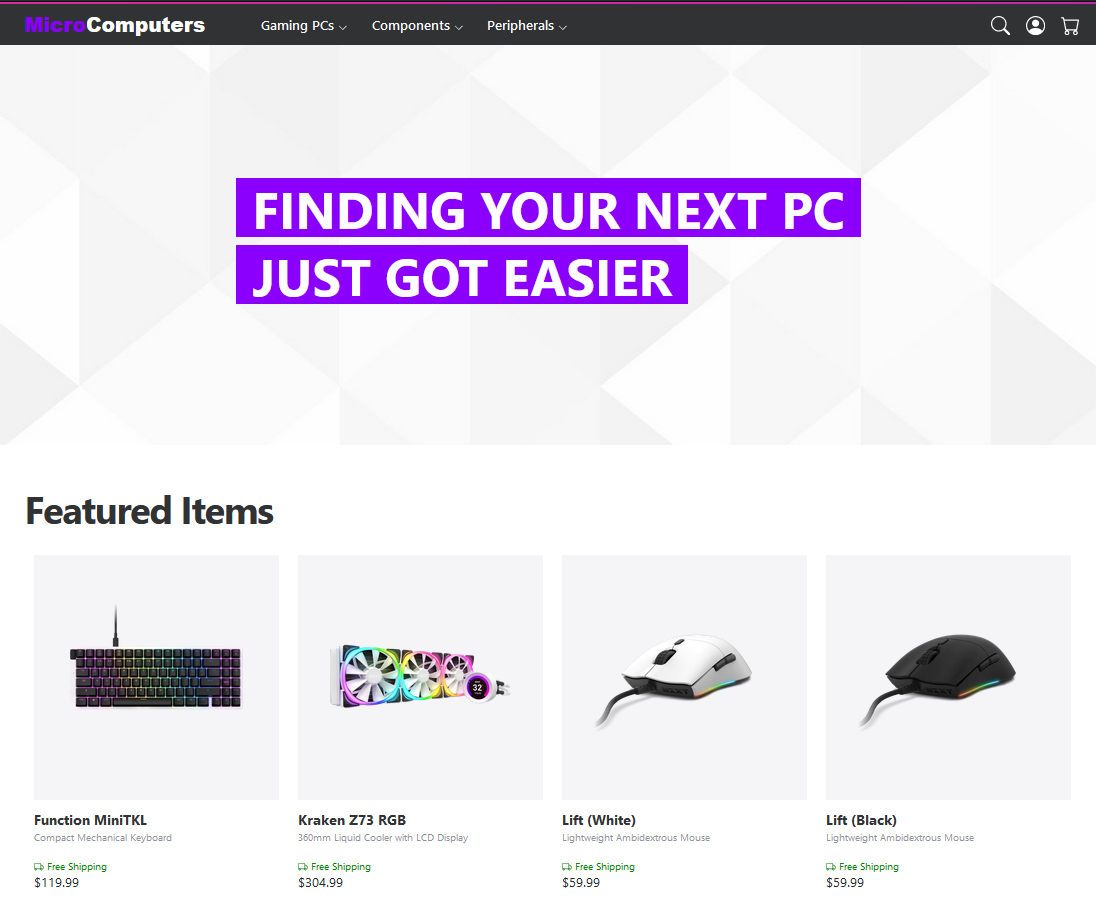 MicroComputers
Gaming PCs
Components
Peripherals
FINDING YOUR NEXT PC
JUST GOT EASIER
Featured Items
32
Function MiniTKL
Compact Mechanical Keyboard
Free Shipping
$119.99
Kraken Z73 RGB
360mm Liquid Cooler with LCD Display
Free Shipping
$304.99
Lift (White)
Lightweight Ambidextrous Mouse
Free Shipping
$59.99
Lift (Black)
Lightweight Ambidextrous Mouse
Free Shipping
$59.99